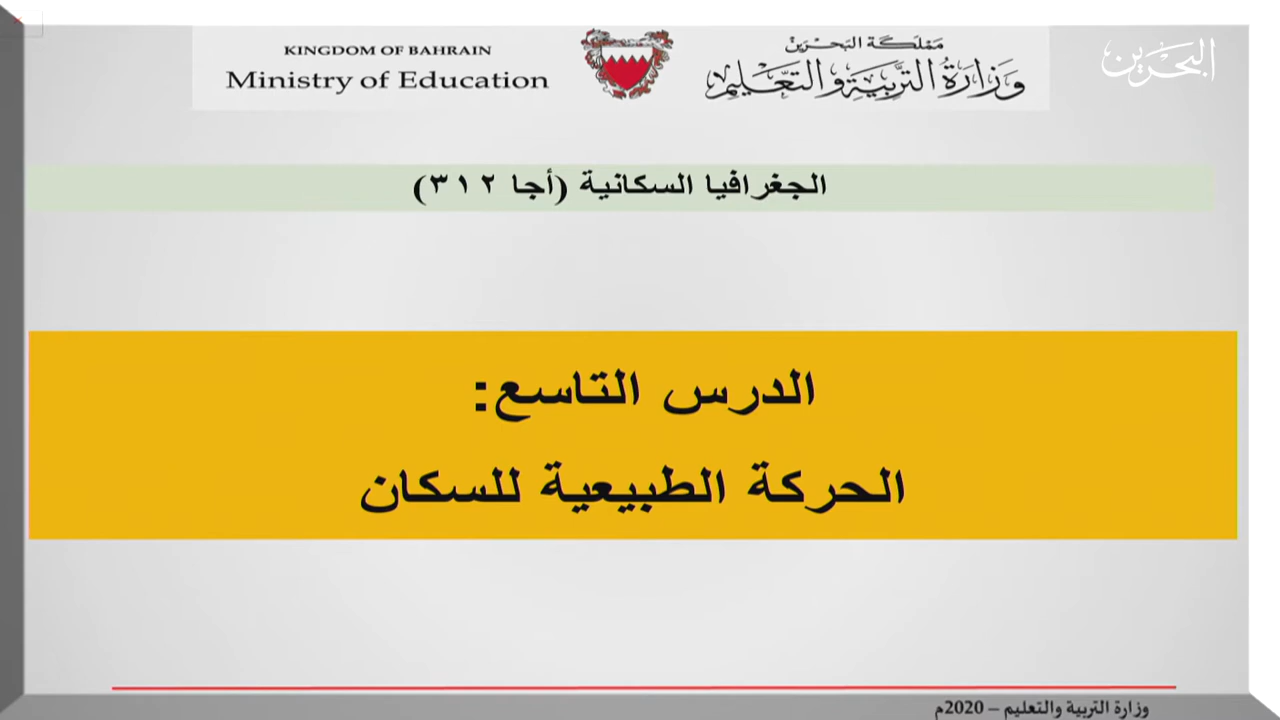 KINGDOM OF BAHRAIN
Ministry of Education
مملكة البحرين
وزارة التربية والتعليم
البحرين
الجغرافيا السكانية (أجا ٣١٢)
الدرس التاسع:
الحركة الطبيعية للسكان
وزارة التربية والتعليم – 2020م